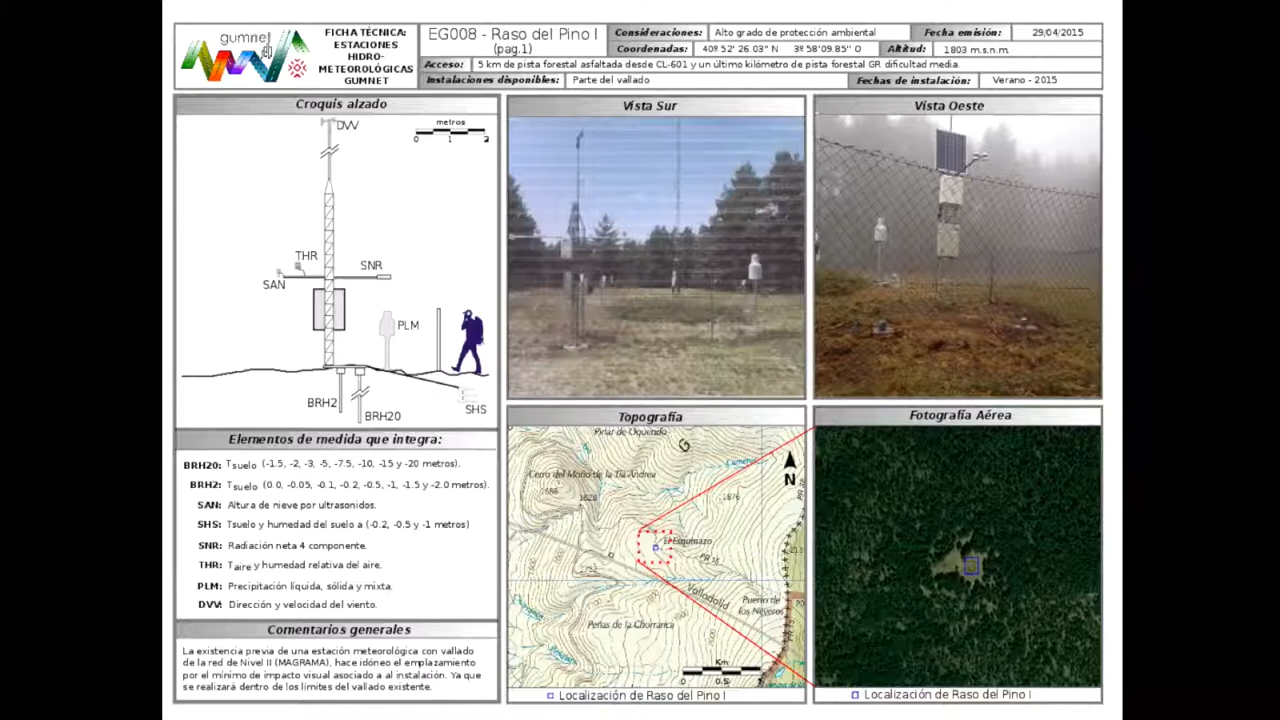 gumnet
FICHA TÉCNICA:
ESTACIONES
HIDRO-
METEOROLÓGICAS
GUMNET
EG008 - Raso del Pino I
(pag.1)
Consideraciones: Alto grado de protección ambiental
Fecha emisión: 29/04/2015
Coordenadas: 40º 52' 26.03" N 3º 58'09.85" O
Altitud: 1803 m.s.n.m.
Acceso: 5 km de pista forestal asfaltada desde CL-601 y un último kilómetro de pista forestal GR dificultad media.
Instalaciones disponibles: Parte del vallado
Fechas de instalación: Verano - 2015
Croquis alzado
DVV
metros
0 1 2
THR
SNR
SAN
PLM
BRH2
BRH20
SHS
Elementos de medida que integra:
BRH20: Tsuelo (-1.5, -2, -3, -5, -7.5, -10, -15 y -20 metros).
BRH2: Tsuelo (0.0, -0.05, -0.1, -0.2, -0.5, -1, -1.5 y -2.0 metros).
SAN: Altura de nieve por ultrasonidos.
SHS: Tsuelo y humedad del suelo a (-0.2, -0.5 y -1 metros)
SNR: Radiación neta 4 componente.
THR: Taire y humedad relativa del aire.
PLM: Precipitación líquida, sólida y mixta.
DVV: Dirección y velocidad del viento.
Comentarios generales
La existencia previa de una estación meteorológica con vallado
de la red de Nivel II (MAGRAMA), hace idóneo el emplazamiento
por el mínimo de impacto visual asociado a al instalación. Ya que
se realizará dentro de los límites del vallado existente.
Vista Sur
Vista Oeste
Topografía
Pinar de Oquendo
G
Cerro del Moño de la Tía Andrea
1628
1876
N
El Esquinazo
PR 16
Valladolid
Puerto de
los Neveros
Peñas de la Churranca
Km
0 0.5 1
Localización de Raso del Pino I
Fotografía Aérea
Localización de Raso del Pino I